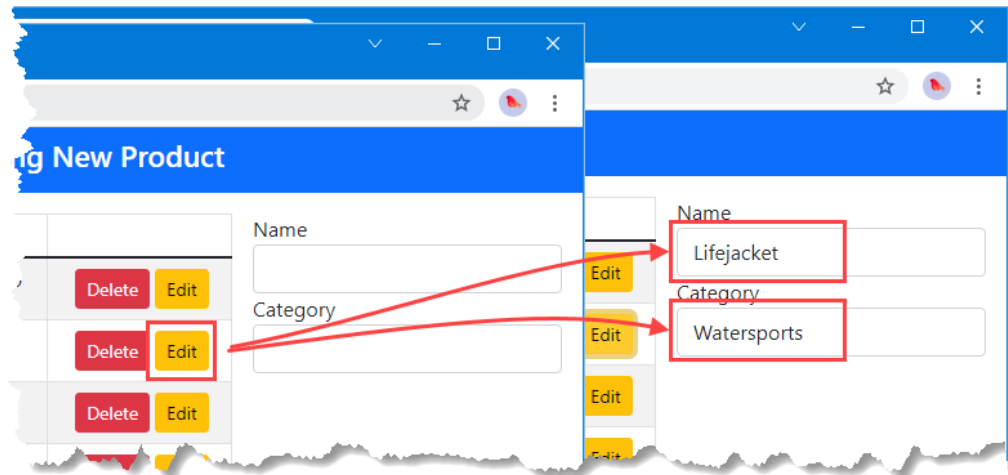 ng New Product
Name
Delete Edit
Category
Delete Edit
Delete Edit
Name
Lifejacket
Edit
Category
Watersports
Edit
Edit
Edit